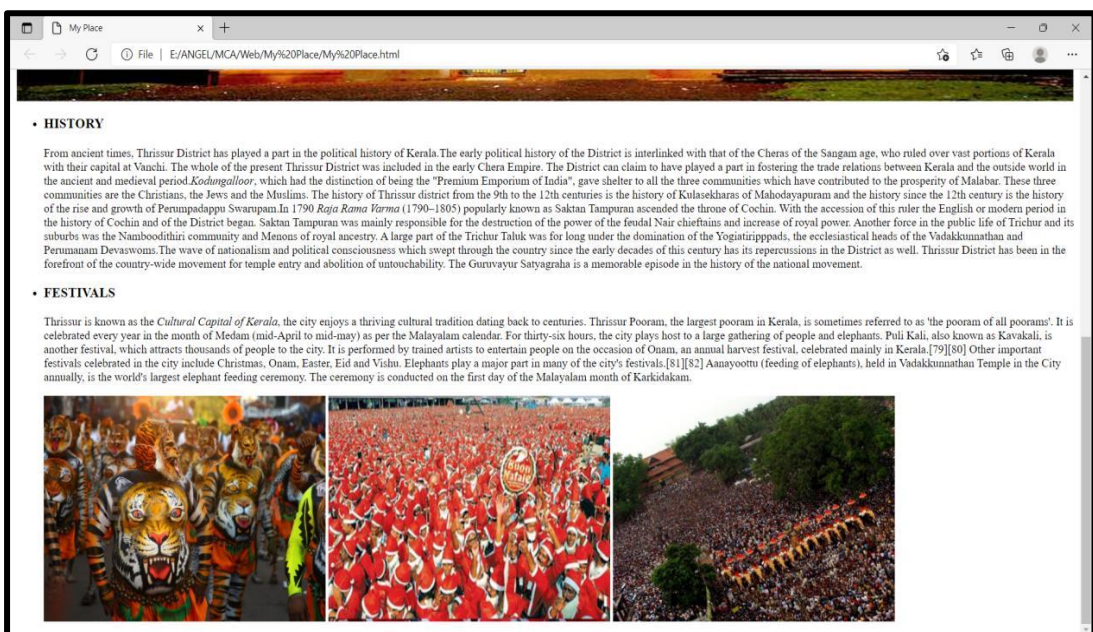 My Place
File | E:/ANGEL/MCA/Web/My%20Place/My%20Place.html
• HISTORY
From ancient times, Thrissur District has played a part in the political history of Kerala.The early political history of the District is interlinked with that of the Cheras of the Sangam age, who ruled over vast portions of Kerala
with their capital at Vanchi. The whole of the present Thrissur District was included in the early Chera Empire. The District can claim to have played a part in fostering the trade relations between Kerala and the outside world in
the ancient and medieval period.Kodungalloor, which had the distinction of being the "Premium Emporium of India", gave shelter to all the three communities which have contributed to the prosperity of Malabar. These three
communities are the Christians, the Jews and the Muslims. The history of Thrissur district from the 9th to the 12th centuries is the history of Kulasekharas of Mahodayapuram and the history since the 12th century is the history
of the rise and growth of Perumpadappu Swarupam.In 1790 Raja Rama Varma (1790–1805) popularly known as Saktan Tampuran ascended the throne of Cochin. With the accession of this ruler the English or modern period in
the history of Cochin and of the District began. Saktan Tampuran was mainly responsible for the destruction of the power of the feudal Nair chieftains and increase of royal power. Another force in the public life of Trichur and its
suburbs was the Namboodithiri community and Menons of royal ancestry. A large part of the Trichur Taluk was for long under the domination of the Yogiatiripppads, the ecclesiastical heads of the Vadakkunnathan and
Perumanam Devaswoms.The wave of nationalism and political consciousness which swept through the country since the early decades of this century has its repercussions in the District as well. Thrissur District has been in the
forefront of the country-wide movement for temple entry and abolition of untouchability. The Guruvayur Satyagraha is a memorable episode in the history of the national movement.
• FESTIVALS
Thrissur is known as the Cultural Capital of Kerala, the city enjoys a thriving cultural tradition dating back to centuries. Thrissur Pooram, the largest pooram in Kerala, is sometimes referred to as 'the pooram of all poorams'. It is
celebrated every year in the month of Medam (mid-April to mid-may) as per the Malayalam calendar. For thirty-six hours, the city plays host to a large gathering of people and elephants. Puli Kali, also known as Kavakali, is
another festival, which attracts thousands of people to the city. It is performed by trained artists to entertain people on the occasion of Onam, an annual harvest festival, celebrated mainly in Kerala.[79][80] Other important
festivals celebrated in the city include Christmas, Onam, Easter, Eid and Vishu. Elephants play a major part in many of the city's festivals.[81][82] Aanayoottu (feeding of elephants), held in Vadakkunnathan Temple in the City
annually, is the world's largest elephant feeding ceremony. The ceremony is conducted on the first day of the Malayalam month of Karkidakam.
Buon
Natale